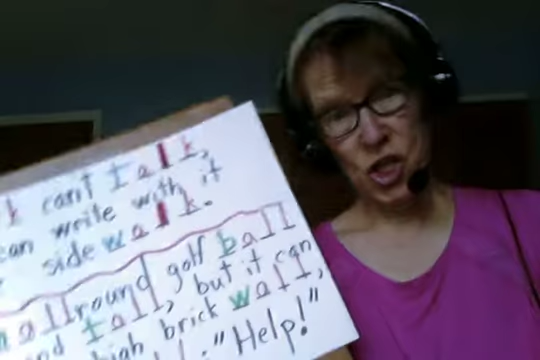 k can't talk,
can write with it
side walk.
all round golf ball
and tall, but it can
high brick wall,
"Help!"